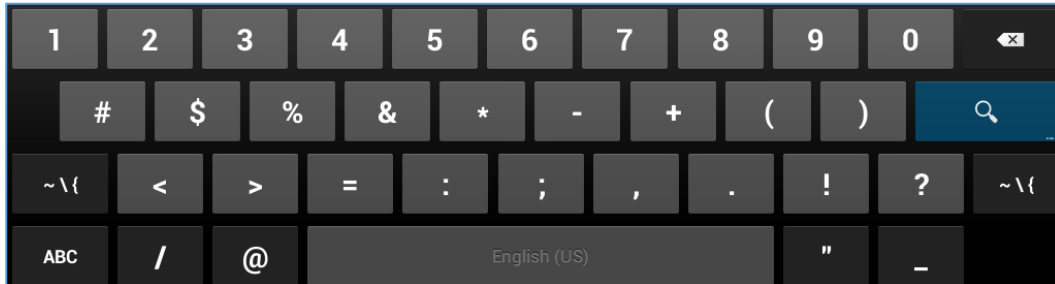 1 2 3 4 5 6 7 8 9 0
# $ % & * - + ( )
~ \ { < > = : ; , . ! ? ~ \ {
ABC / @ English (US) " _